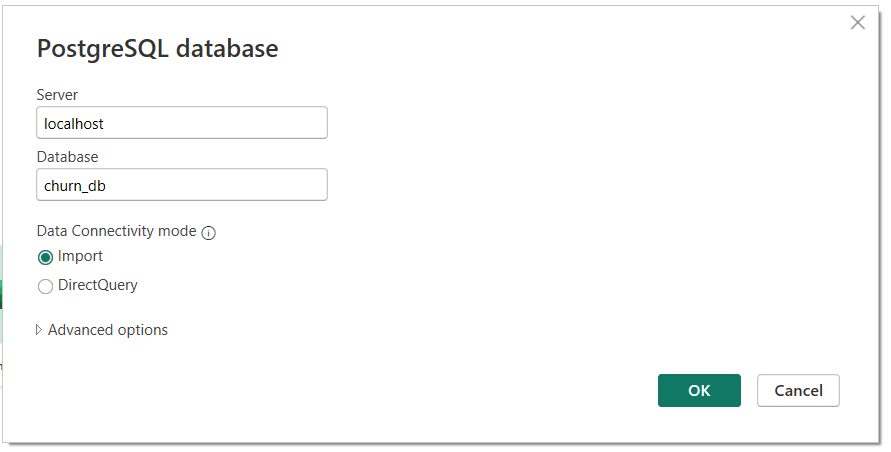 PostgreSQL database
Server
localhost
Database
churn_db
Data Connectivity mode
Import
DirectQuery
Advanced options
OK
Cancel